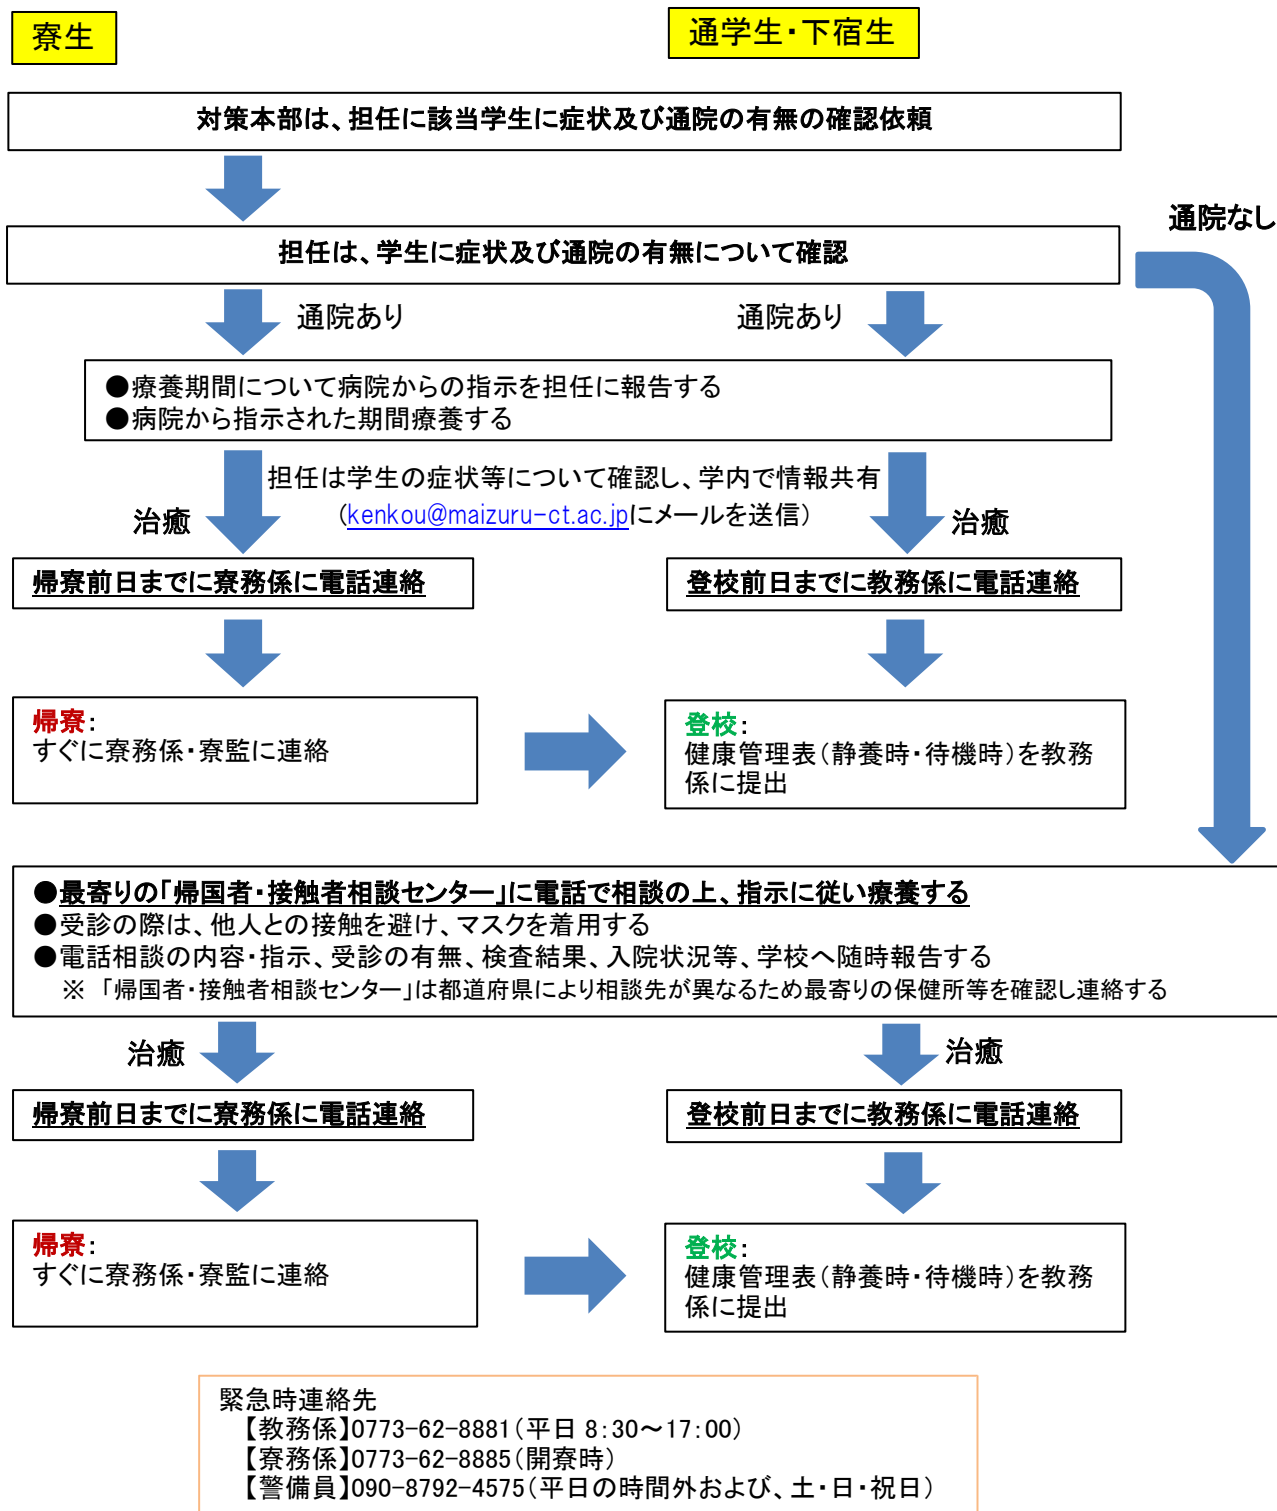 寮生
通学生・下宿生
対策本部は、担任に該当学生に症状及び通院の有無の確認依頼
通院なし
担任は、学生に症状及び通院の有無について確認
通院あり
通院あり
●療養期間について病院からの指示を担任に報告する
●病院から指示された期間療養する
担任は学生の症状等について確認し、学内で情報共有
(kenkou@maizuru-ct.ac.jpにメールを送信)
治癒
治癒
帰寮前日までに寮務係に電話連絡
登校前日までに教務係に電話連絡
帰寮：
すぐに寮務係・寮監に連絡
登校：
健康管理表(静養時・待機時)を教務
係に提出
●最寄りの「帰国者・接触者相談センター」に電話で相談の上、指示に従い療養する
●受診の際は、他人との接触を避け、マスクを着用する
●電話相談の内容・指示、受診の有無、検査結果、入院状況等、学校へ随時報告する
※ 「帰国者・接触者相談センター」は都道府県により相談先が異なるため最寄りの保健所等を確認し連絡する
治癒
治癒
帰寮前日までに寮務係に電話連絡
登校前日までに教務係に電話連絡
帰寮：
すぐに寮務係・寮監に連絡
登校：
健康管理表(静養時・待機時)を教務
係に提出
緊急時連絡先
【教務係】0773-62-8881(平日 8:30～17:00)
【寮務係】0773-62-8885(開寮時)
【警備員】090-8792-4575(平日の時間外および、土・日・祝日)